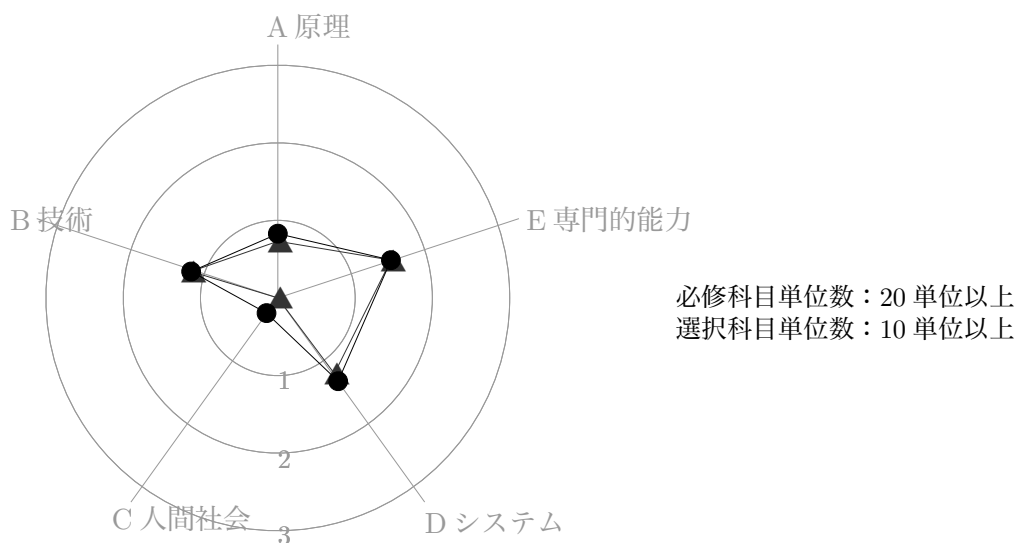 A 原理
B 技術
E 専門的能力
必修科目単位数：20 単位以上
選択科目単位数：10 単位以上
1
2
C 人間社会
D システム
3